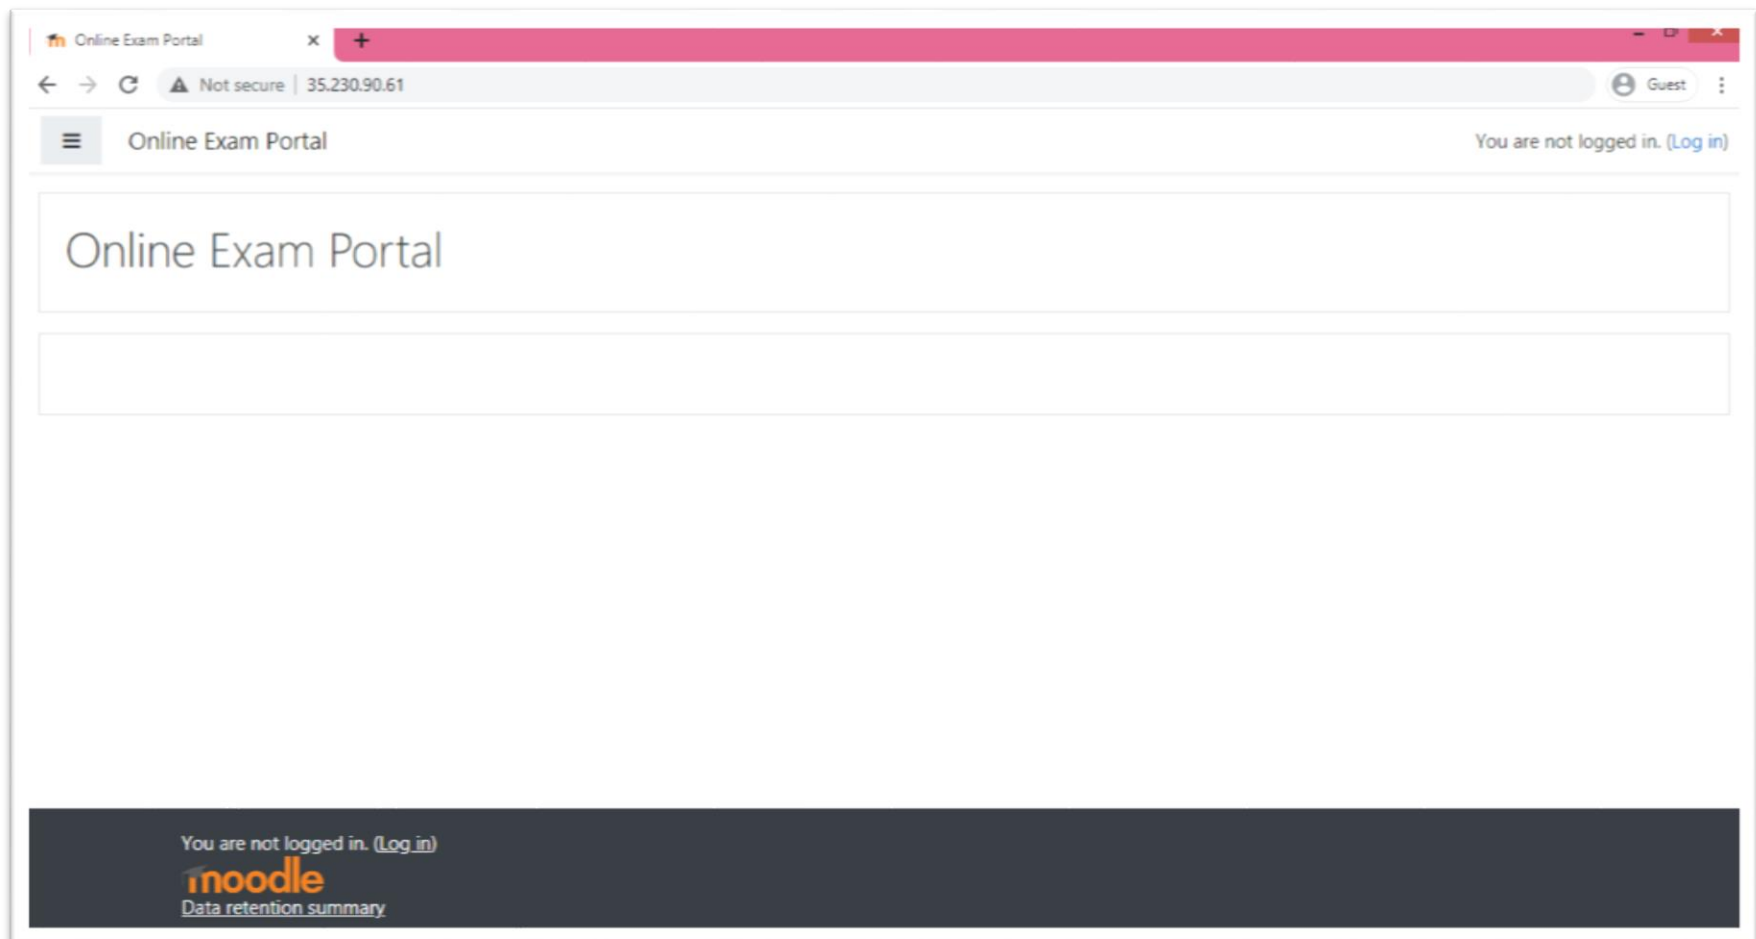 Online Exam Portal
Not secure | 35.230.90.61
Guest
Online Exam Portal
You are not logged in. (Log in)
Online Exam Portal
You are not logged in. (Log in)
moodle
Data retention summary